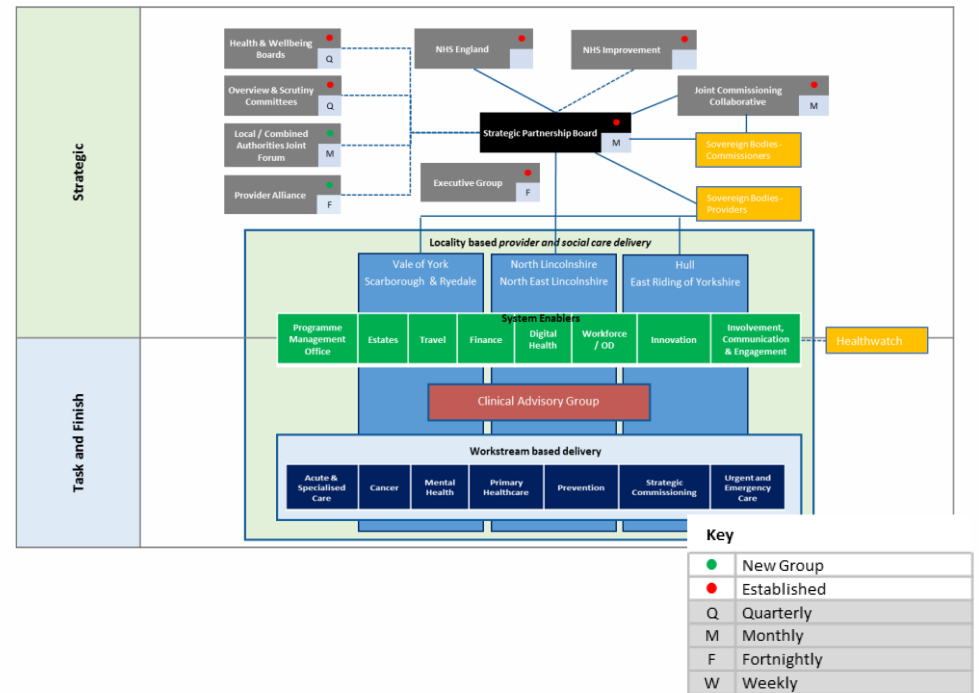 Strategic
Task and Finish
Health & Wellbeing
Boards
Q
Overview & Scrutiny
Committees
Q
Local / Combined
Authorities Joint
Forum
M
Provider Alliance
F
NHS England
NHS Improvement
Joint Commissioning
Collaborative
M
Strategic Partnership Board
M
Executive Group
F
Sovereign Bodies -
Commissioners
Sovereign Bodies -
Providers
Locality based provider and social care delivery
Vale of York
Scarborough & Ryedale
North Lincolnshire
North East Lincolnshire
Hull
East Riding of Yorkshire
System Enablers
Programme
Management
Office
Estates
Travel
Finance
Digital
Health
Workforce
/ OD
Innovation
Involvement,
Communication
& Engagement
Healthwatch
Clinical Advisory Group
Workstream based delivery
Acute &
Specialised
Care
Cancer
Mental
Health
Primary
Healthcare
Prevention
Strategic
Commissioning
Urgent and
Emergency
Care
Key
New Group
Established
Q Quarterly
M Monthly
F Fortnightly
W Weekly